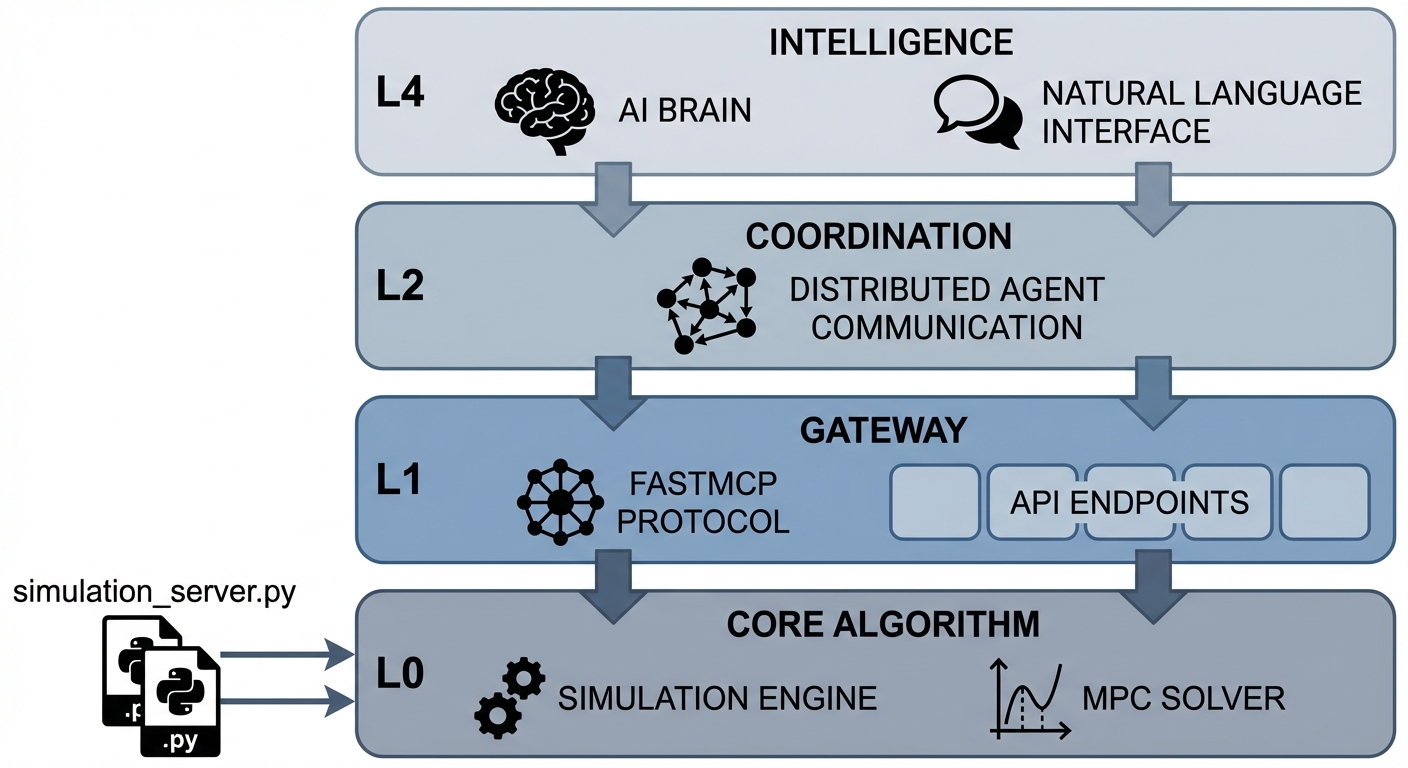 INTELLIGENCE
L4
AI BRAIN
NATURAL LANGUAGE
INTERFACE
COORDINATION
L2
DISTRIBUTED AGENT
COMMUNICATION
GATEWAY
L1
FASTMCP
PROTOCOL
API ENDPOINTS
simulation_server.py
.p
.py
CORE ALGORITHM
L0
SIMULATION ENGINE
MPC SOLVER